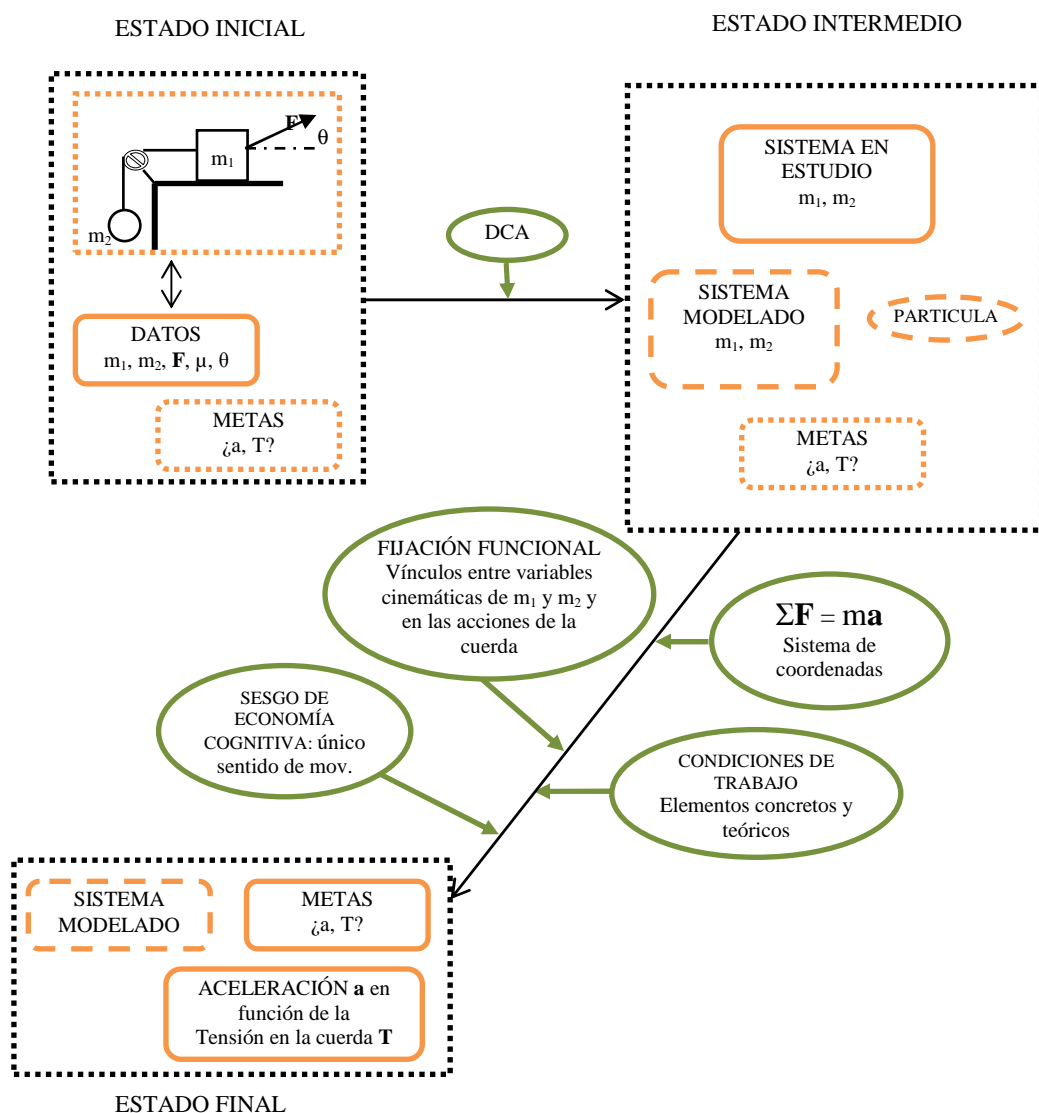 ESTADO INICIAL
ESTADO INTERMEDIO
F
θ
m₁
m₂
DATOS
m₁, m₂, F, µ, θ
METAS
¿a, T?
DCA
SISTEMA EN
ESTUDIO
m₁, m₂
SISTEMA
MODELADO
m₁, m₂
PARTICULA
METAS
¿a, T?
FIJACIÓN FUNCIONAL
Vínculos entre variables
cinemáticas de m₁ y m₂ y
en las acciones de la
cuerda
ΣF = ma
Sistema de
coordenadas
SESGO DE
ECONOMÍA
COGNITIVA: único
sentido de mov.
CONDICIONES DE
TRABAJO
Elementos concretos y
teóricos
SISTEMA
MODELADO
METAS
¿a, T?
ACELERACIÓN a en
función de la
Tensión en la cuerda T
ESTADO FINAL